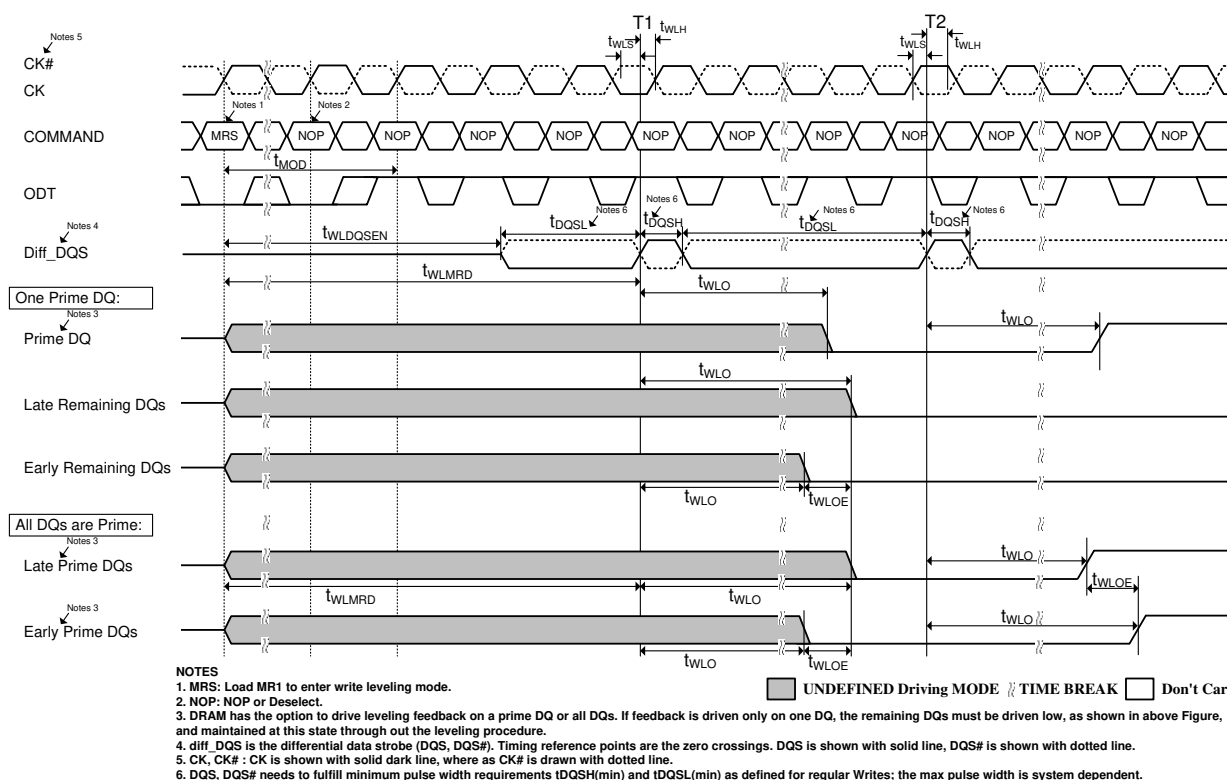 T1
T2
tWLS
tWLH
tWLS
tWLH
Notes 5
CK#
CK
Notes 1
Notes 2
COMMAND
MRS
NOP
NOP
NOP
NOP
NOP
NOP
NOP
NOP
NOP
NOP
NOP
tMOD
ODT
Notes 4
Diff_DQS
tWLDQSEN
tDQSL
Notes 6
tDQSH
Notes 6
tDQSL
Notes 6
tDQSH
Notes 6
tWLMRD
tWLO
One Prime DQ:
Notes 3
Prime DQ
tWLO
tWLO
Late Remaining DQs
Early Remaining DQs
tWLO
tWLOE
All DQs are Prime:
Notes 3
Late Prime DQs
tWLO
tWLMRD
tWLO
tWLOE
Notes 3
Early Prime DQs
tWLO
tWLO
tWLOE
NOTES
1. MRS: Load MR1 to enter write leveling mode.
2. NOP: NOP or Deselect.
UNDEFINED Driving MODE
TIME BREAK
Don't Car
3. DRAM has the option to drive leveling feedback on a prime DQ or all DQs. If feedback is driven only on one DQ, the remaining DQs must be driven low, as shown in above Figure,
and maintained at this state through out the leveling procedure.
4. diff_DQS is the differential data strobe (DQS, DQS#). Timing reference points are the zero crossings. DQS is shown with solid line, DQS# is shown with dotted line.
5. CK, CK# : CK is shown with solid dark line, where as CK# is drawn with dotted line.
6. DQS, DQS# needs to fulfill minimum pulse width requirements tDQSH(min) and tDQSL(min) as defined for regular Writes; the max pulse width is system dependent.